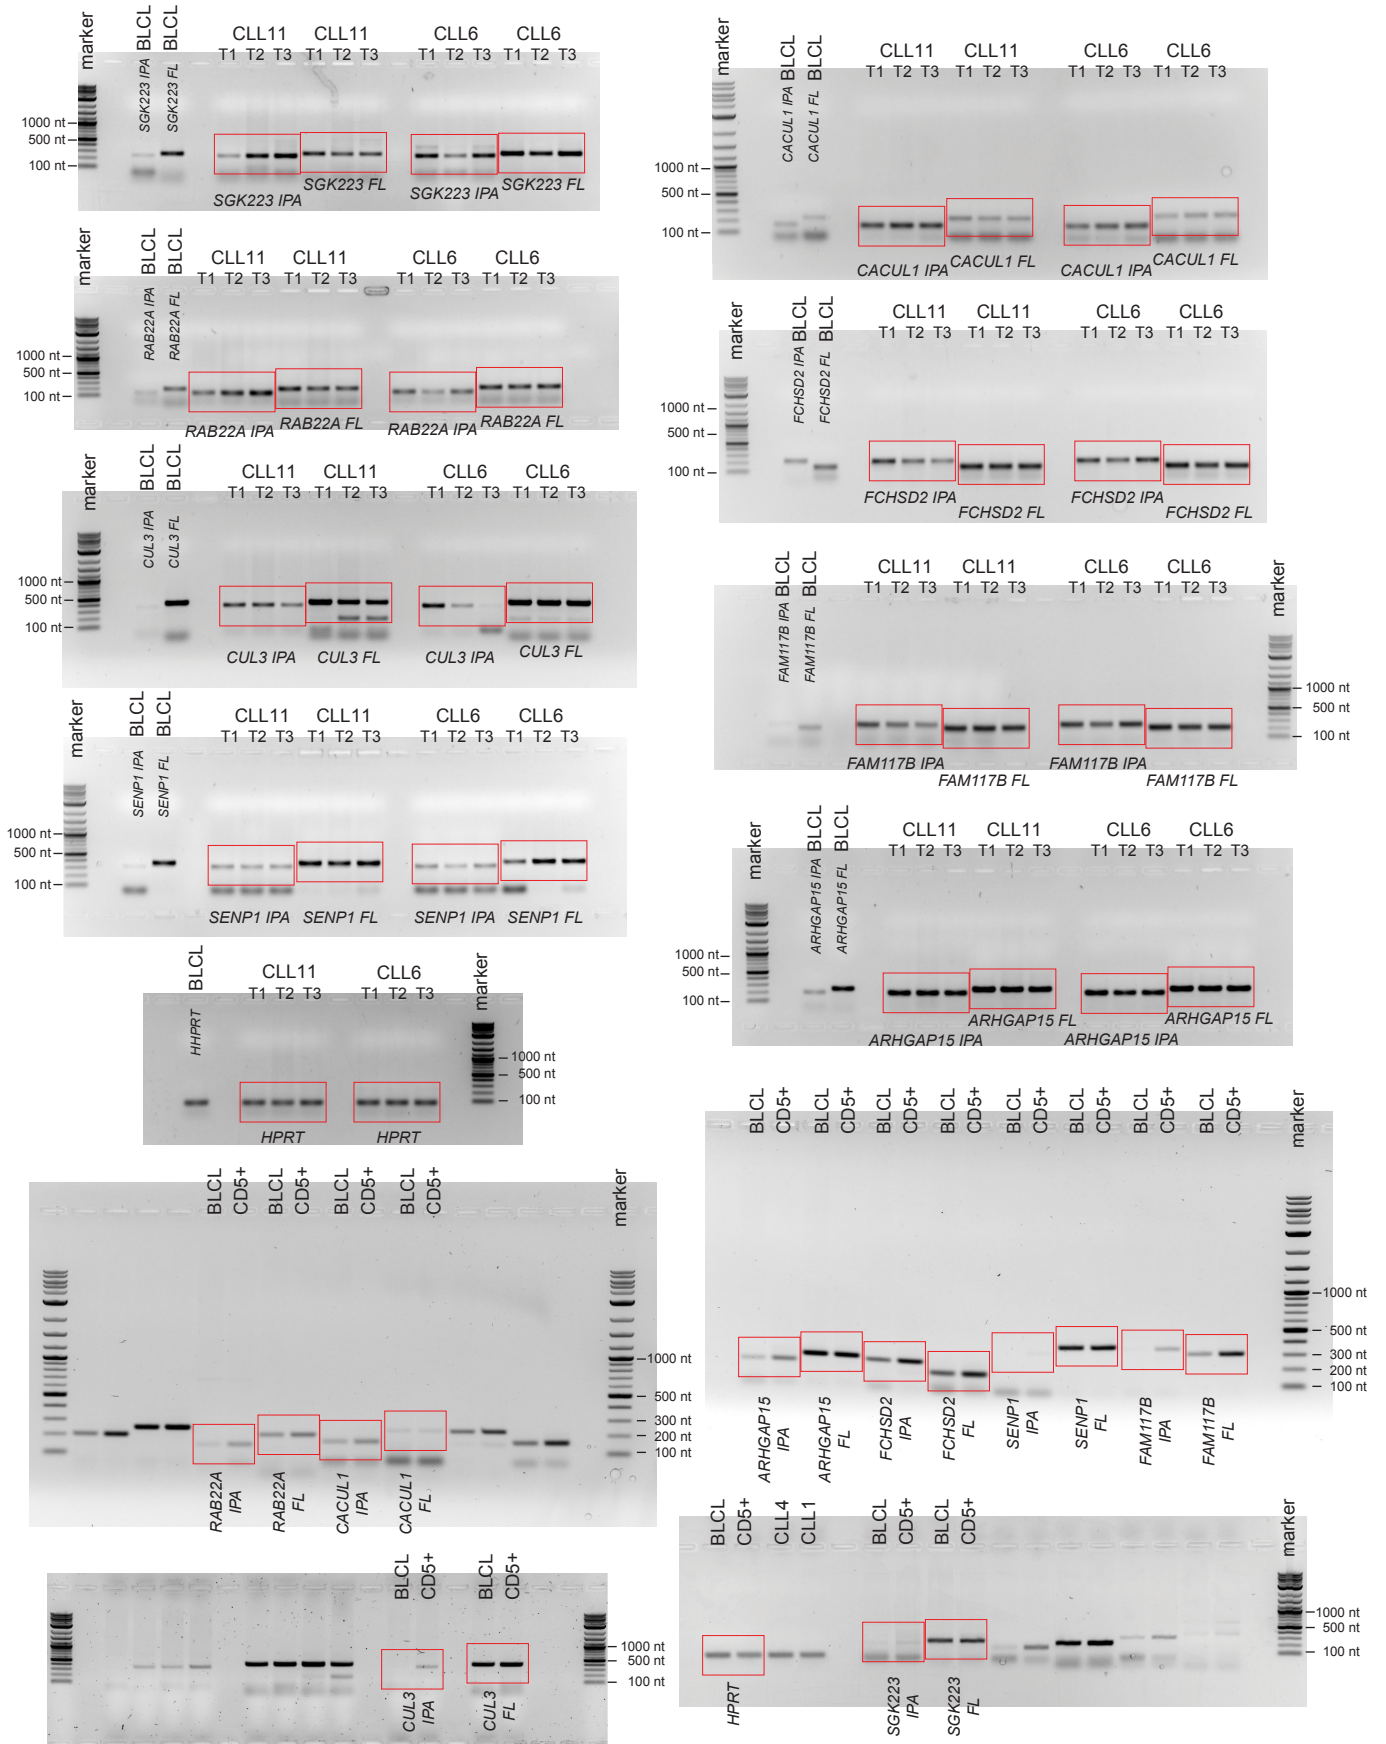 marker
SGK223 IPA BLCL
SGK223 FL BLCL
CLL11 CLL11 CLL6 CLL6
T1 T2 T3 T1 T2 T3 T1 T2 T3 T1 T2 T3
1000 nt
500 nt
100 nt
SGK223 IPA SGK223 FL SGK223 IPA SGK223 FL
marker
RAB22A IPA BLCL
RAB22A FL BLCL
CLL11 CLL11 CLL6 CLL6
T1 T2 T3 T1 T2 T3 T1 T2 T3 T1 T2 T3
1000 nt
500 nt
100 nt
RAB22A IPA RAB22A FL RAB22A IPA RAB22A FL
marker
CUL3 IPA BLCL
CUL3 FL BLCL
CLL11 CLL11 CLL6 CLL6
T1 T2 T3 T1 T2 T3 T1 T2 T3 T1 T2 T3
1000 nt
500 nt
100 nt
CUL3 IPA CUL3 FL CUL3 IPA CUL3 FL
marker
SENP1 IPA BLCL
SENP1 FL BLCL
CLL11 CLL11 CLL6 CLL6
T1 T2 T3 T1 T2 T3 T1 T2 T3 T1 T2 T3
1000 nt
500 nt
100 nt
SENP1 IPA SENP1 FL SENP1 IPA SENP1 FL
HHPRT BLCL
CLL11 CLL6
T1 T2 T3 T1 T2 T3
marker
1000 nt
500 nt
100 nt
HPRT HPRT
BLCL CD5+ BLCL CD5+ BLCL CD5+ BLCL CD5+
marker
1000 nt
500 nt
300 nt
200 nt
100 nt
RAB22A IPA
RAB22A FL
CACUL1 IPA
CACUL1 FL
BLCL CD5+ BLCL CD5+
1000 nt
500 nt
100 nt
CUL3 IPA
CUL3 FL
marker
CACUL1 IPA BLCL
CACUL1 FL BLCL
CLL11 CLL11 CLL6 CLL6
T1 T2 T3 T1 T2 T3 T1 T2 T3 T1 T2 T3
1000 nt
500 nt
100 nt
CACUL1 IPA CACUL1 FL CACUL1 IPA CACUL1 FL
marker
FCHSD2 IPA BLCL
FCHSD2 FL BLCL
CLL11 CLL11 CLL6 CLL6
T1 T2 T3 T1 T2 T3 T1 T2 T3 T1 T2 T3
1000 nt
500 nt
100 nt
FCHSD2 IPA FCHSD2 FL FCHSD2 IPA FCHSD2 FL
FAM117B IPA BLCL
FAM117B FL BLCL
CLL11 CLL11 CLL6 CLL6
T1 T2 T3 T1 T2 T3 T1 T2 T3 T1 T2 T3
marker
1000 nt
500 nt
100 nt
FAM117B IPA FAM117B FL FAM117B IPA FAM117B FL
marker
ARHGAP15 IPA BLCL
ARHGAP15 FL BLCL
CLL11 CLL11 CLL6 CLL6
T1 T2 T3 T1 T2 T3 T1 T2 T3 T1 T2 T3
1000 nt
500 nt
100 nt
ARHGAP15 IPA ARHGAP15 FL ARHGAP15 IPA ARHGAP15 FL
BLCL CD5+ BLCL CD5+ BLCL CD5+ BLCL CD5+ BLCL CD5+ BLCL CD5+ BLCL CD5+ BLCL CD5+
marker
1000 nt
500 nt
300 nt
200 nt
100 nt
ARHGAP15 IPA
ARHGAP15 FL
FCHSD2 IPA
FCHSD2 FL
SENP1 IPA
SENP1 FL
FAM117B IPA
FAM117B FL
BLCL CD5+ CLL4 CLL1 BLCL CD5+ BLCL CD5+
marker
1000 nt
500 nt
100 nt
HPRT
SGK223 IPA
SGK223 FL